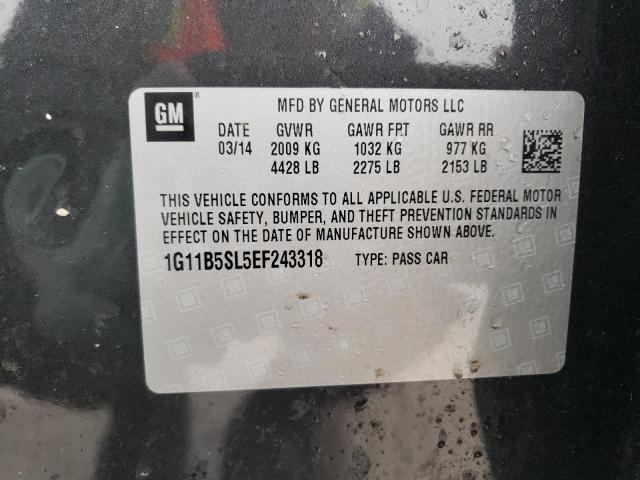 GM ® MFD BY GENERAL MOTORS LLC
DATE GVWR GAWR FRT GAWR RR
03/14 2009 KG 1032 KG 977 KG
4428 LB 2275 LB 2153 LB
THIS VEHICLE CONFORMS TO ALL APPLICABLE U.S. FEDERAL MOTOR
VEHICLE SAFETY, BUMPER, AND THEFT PREVENTION STANDARDS IN
EFFECT ON THE DATE OF MANUFACTURE SHOWN ABOVE.
1G11B5SL5EF243318 TYPE: PASS CAR